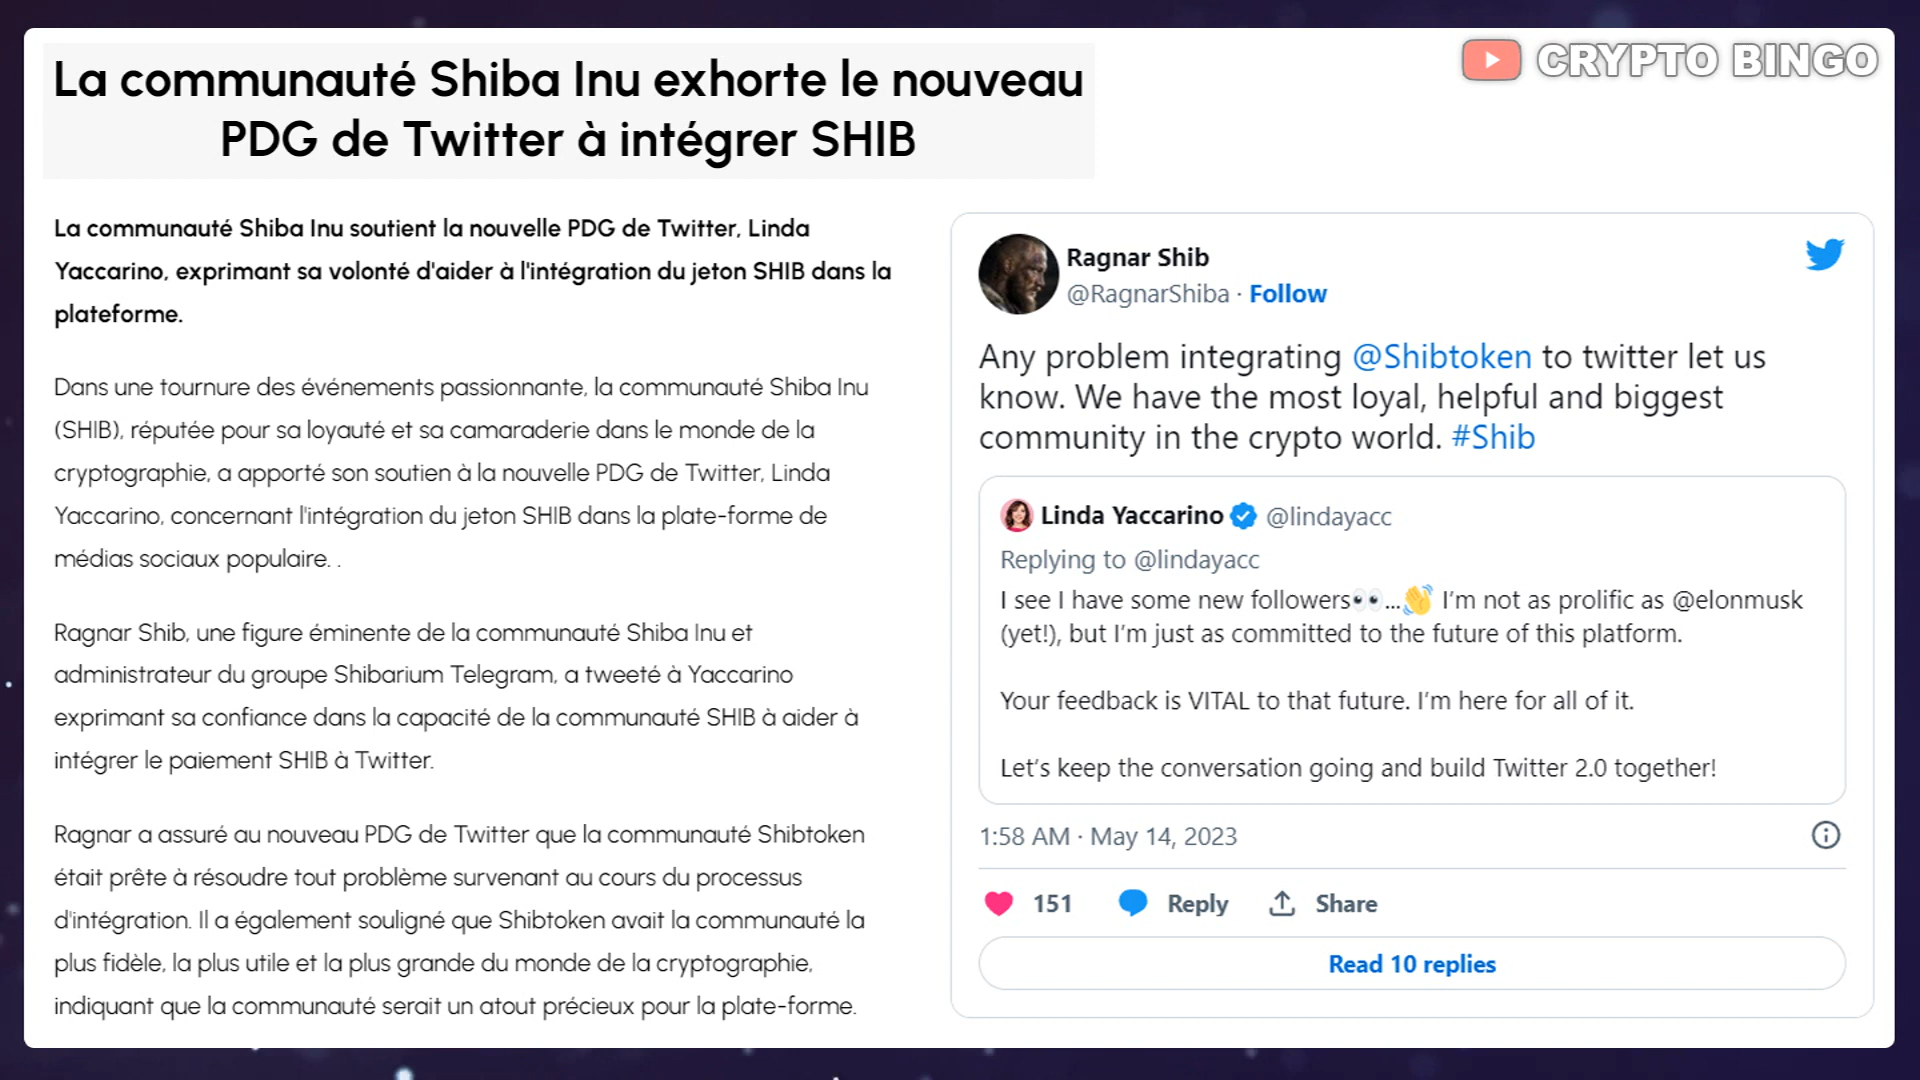 La communauté Shiba Inu exhorte le nouveau
PDG de Twitter à intégrer SHIB
CRYPTO BINGO
La communauté Shiba Inu soutient la nouvelle PDG de Twitter, Linda
Yaccarino, exprimant sa volonté d'aider à l'intégration du jeton SHIB dans la
plateforme.
Dans une tournure des événements passionnante, la communauté Shiba Inu
(SHIB), réputée pour sa loyauté et sa camaraderie dans le monde de la
cryptographie, a apporté son soutien à la nouvelle PDG de Twitter, Linda
Yaccarino, concernant l'intégration du jeton SHIB dans la plate-forme de
médias sociaux populaire. .
Ragnar Shib, une figure éminente de la communauté Shiba Inu et
administrateur du groupe Shibarium Telegram, a tweeté à Yaccarino
exprimant sa confiance dans la capacité de la communauté SHIB à aider à
intégrer le paiement SHIB à Twitter.
Ragnar a assuré au nouveau PDG de Twitter que la communauté Shibtoken
était prête à résoudre tout problème survenant au cours du processus
d'intégration. Il a également souligné que Shibtoken avait la communauté la
plus fidèle, la plus utile et la plus grande du monde de la cryptographie,
indiquant que la communauté serait un atout précieux pour la plate-forme.
Ragnar Shib
@RagnarShiba · Follow
Any problem integrating @Shibtoken to twitter let us
know. We have the most loyal, helpful and biggest
community in the crypto world. #Shib
Linda Yaccarino @lindayacc
Replying to @lindayacc
I see I have some new followers👀...👋 I'm not as prolific as @elonmusk
(yet!), but I'm just as committed to the future of this platform.
Your feedback is VITAL to that future. I'm here for all of it.
Let's keep the conversation going and build Twitter 2.0 together!
1:58 AM · May 14, 2023
151 Reply Share
Read 10 replies